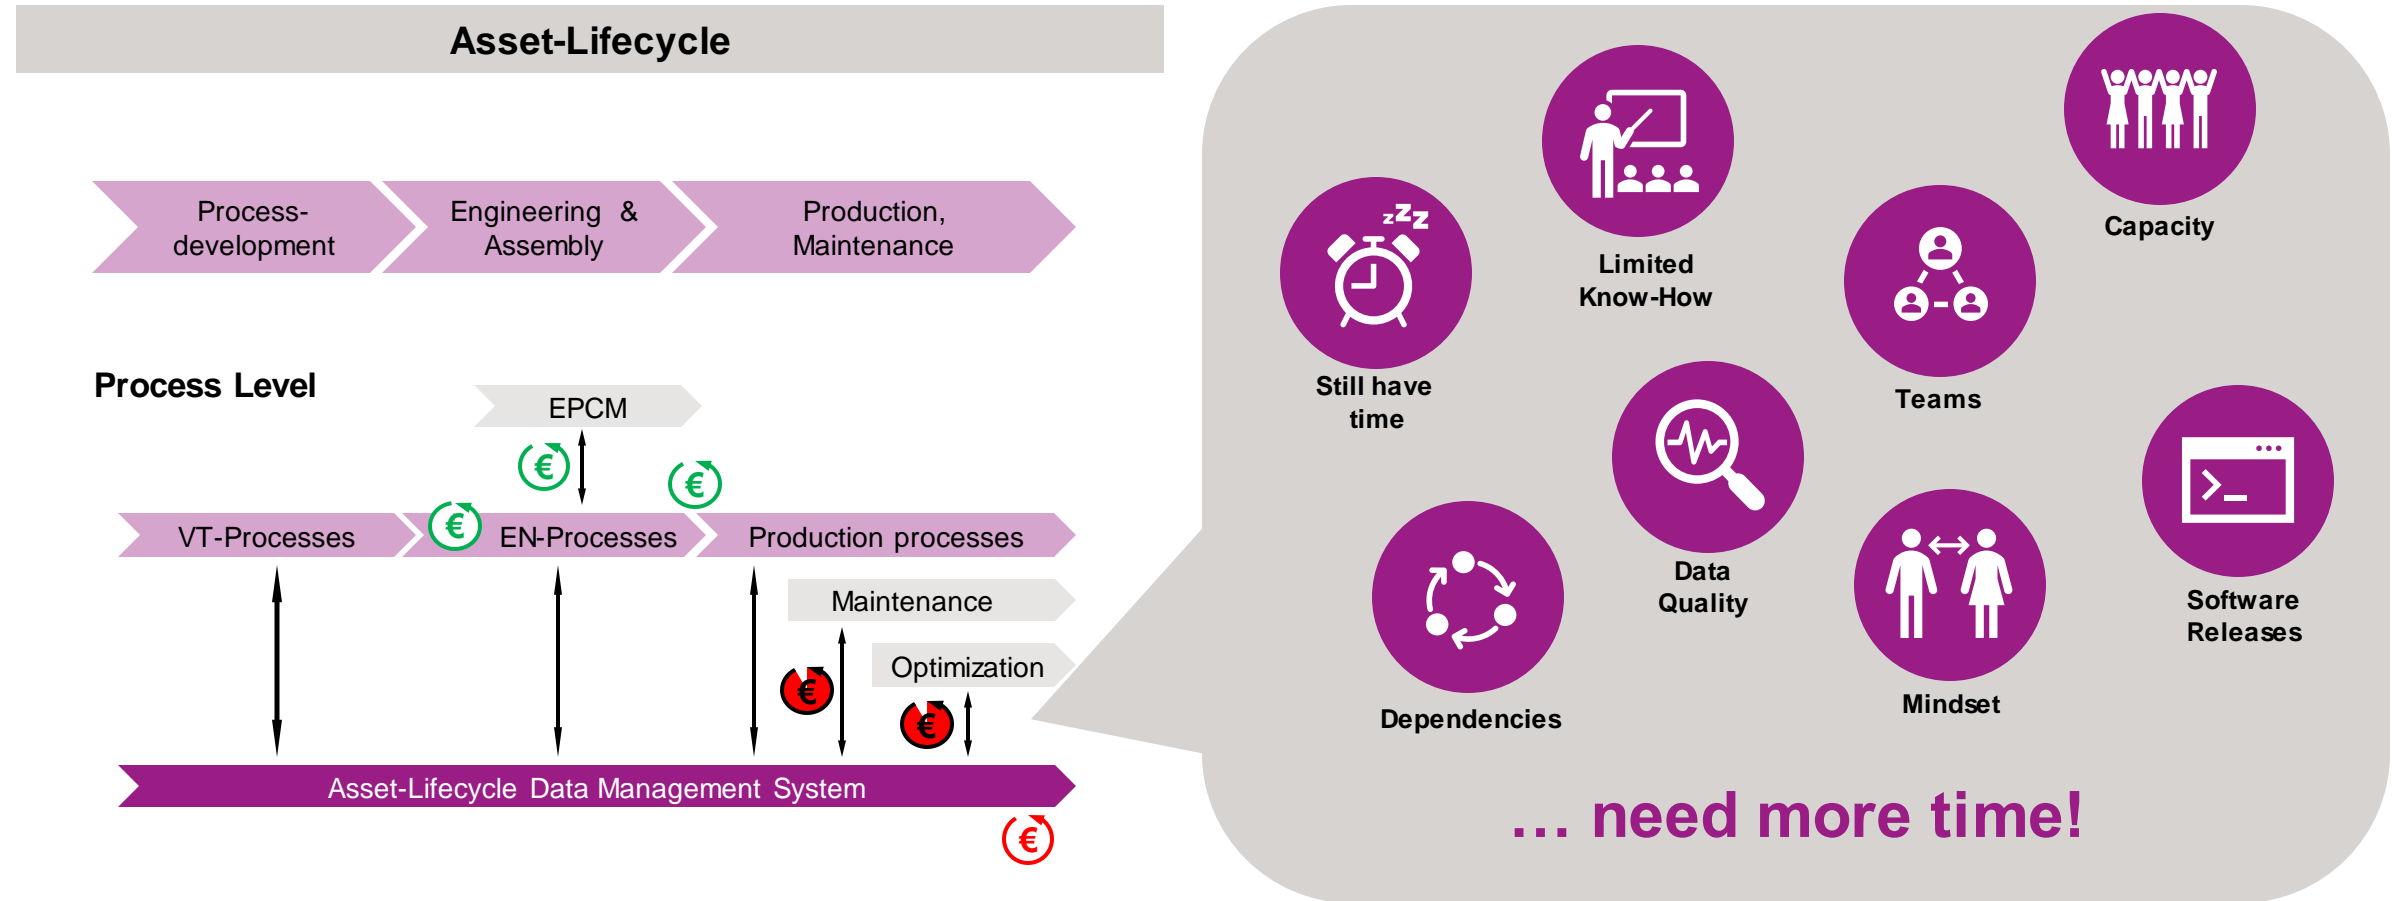 Asset-Lifecycle
Process-
development
Engineering & 
Assembly
Production,
Maintenance
Process Level
EPCM
€
€
€
VT-Processes
EN-Processes
Production processes
Maintenance
Optimization
€
€
Asset-Lifecycle Data Management System
€
zZZ
Still have
time
Limited
Know-How
Capacity
Teams
Data
Quality
>_
Software
Releases
Dependencies
Mindset
... need more time!